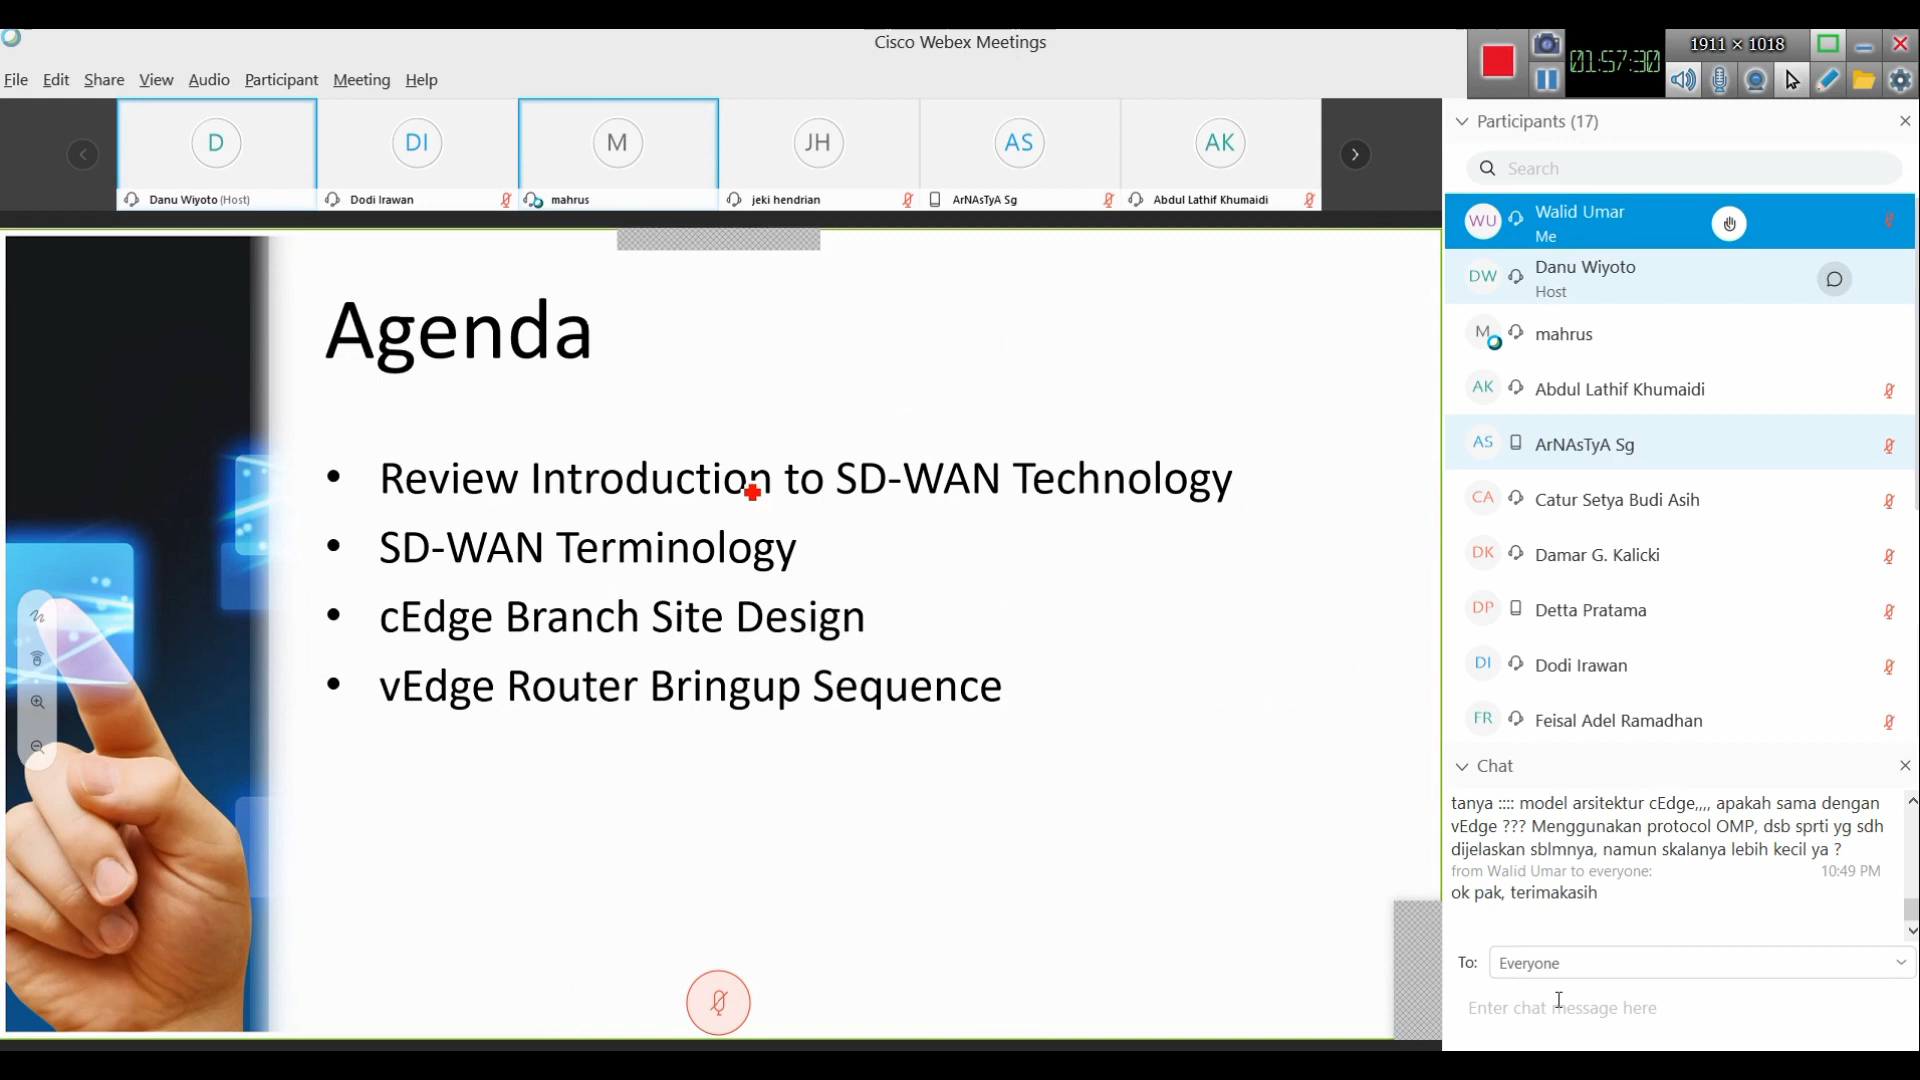 Cisco Webex Meetings
1911 × 1018
01:57:30
File Edit Share View Audio Participant Meeting Help
D DI M JH AS AK
Danu Wiyoto (Host) Dodi Irawan mahrus jeki hendrian ArNAsTyA Sg Abdul Lathif Khumaidi
Agenda
• Review Introduction to SD-WAN Technology
• SD-WAN Terminology
• cEdge Branch Site Design
• vEdge Router Bringup Sequence
Participants (17)
Search
WU Walid Umar
Me
DW Danu Wiyoto
Host
M mahrus
AK Abdul Lathif Khumaidi
AS ArNAsTyA Sg
CA Catur Setya Budi Asih
DK Damar G. Kalicki
DP Detta Pratama
DI Dodi Irawan
FR Feisal Adel Ramadhan
Chat
tanya :::: model arsitektur cEdge,,,, apakah sama dengan
vEdge ??? Menggunakan protocol OMP, dsb sprti yg sdh
dijelaskan sblmnya, namun skalanya lebih kecil ya ?
from Walid Umar to everyone: 10:49 PM
ok pak, terimakasih
To: Everyone
Enter chat message here